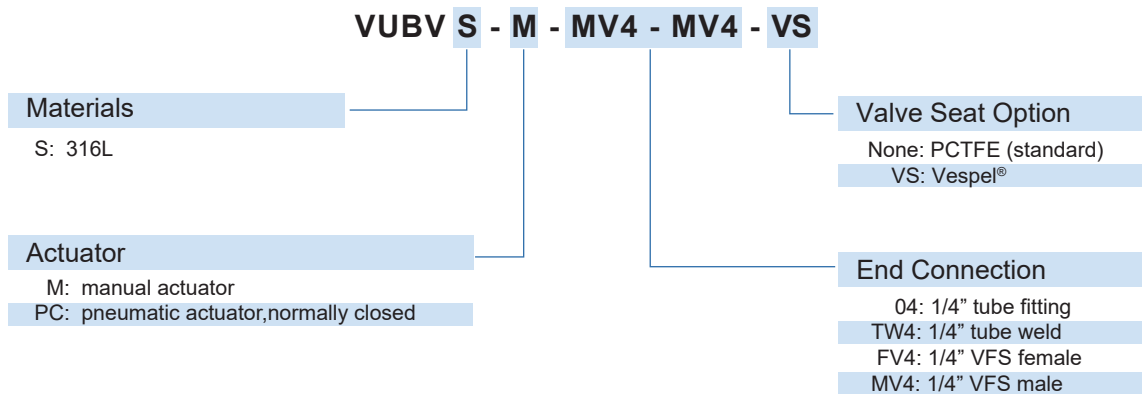 VUBV S - M - MV4 - MV4 - VS
Materials
S: 316L
Actuator
M: manual actuator
PC: pneumatic actuator,normally closed
Valve Seat Option
None: PCTFE (standard)
VS: Vespel®
End Connection
04: 1/4” tube fitting
TW4: 1/4” tube weld
FV4: 1/4” VFS female
MV4: 1/4” VFS male